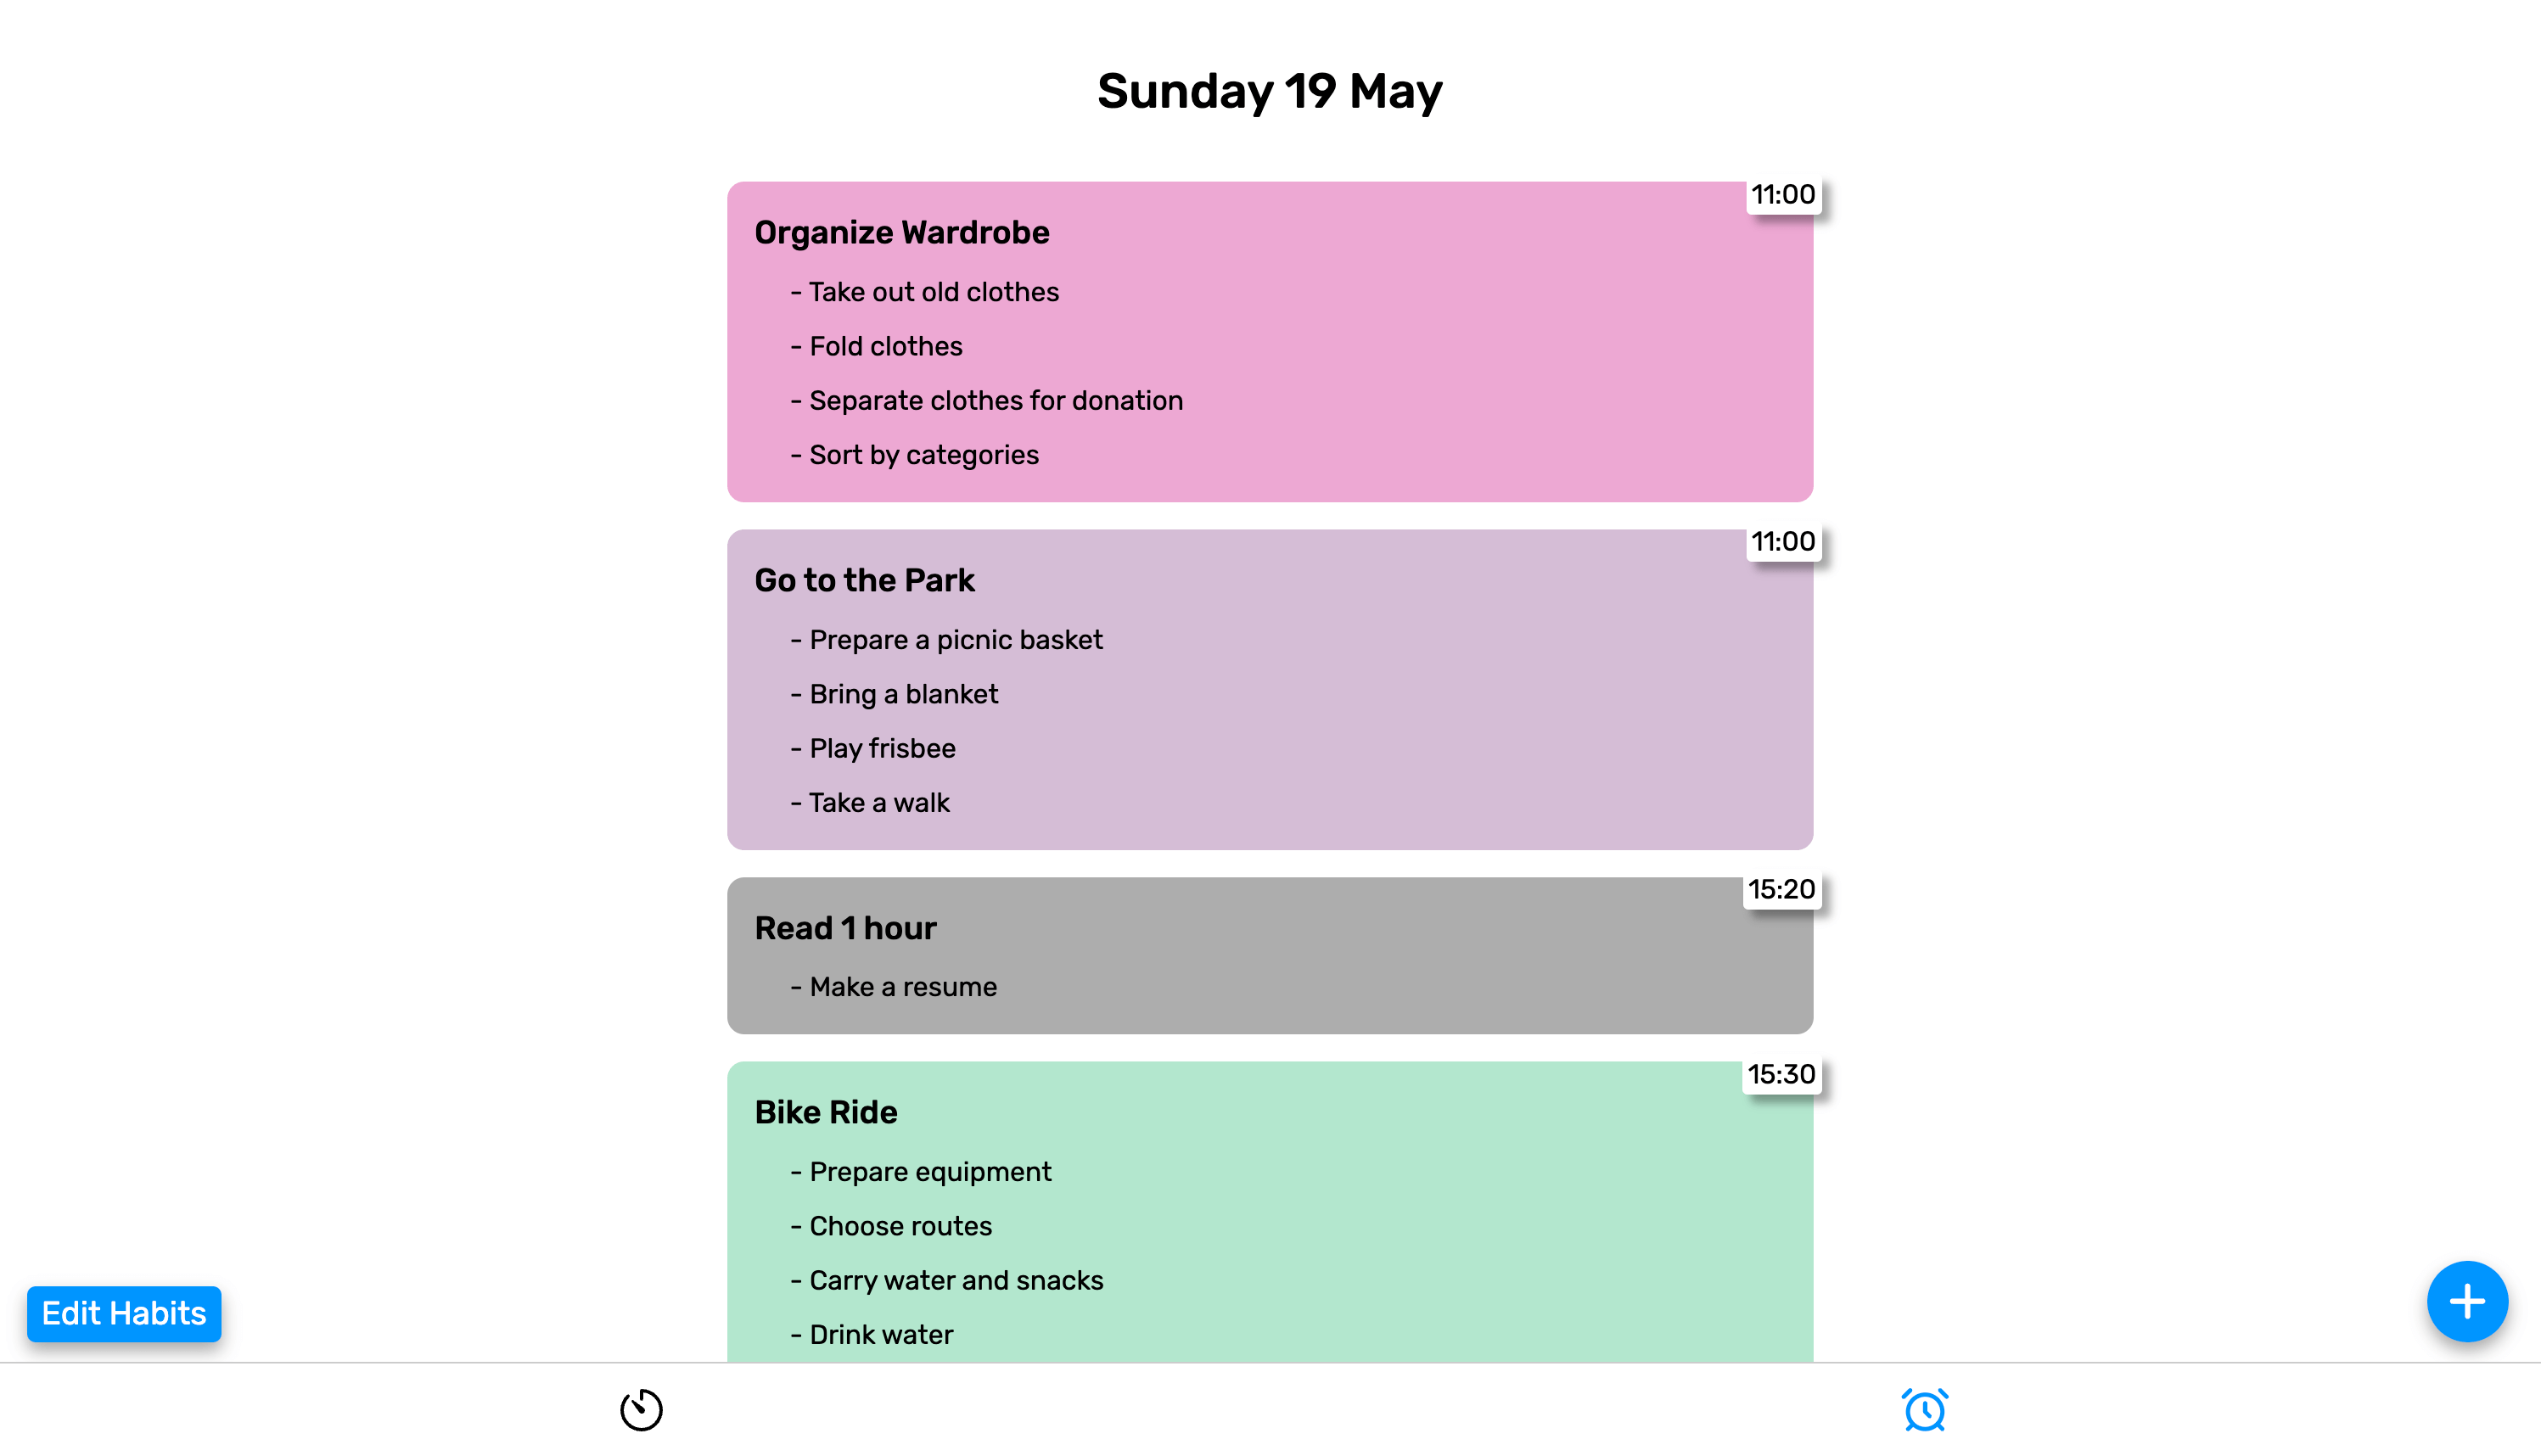 Sunday 19 May
11:00
Organize Wardrobe
- Take out old clothes
- Fold clothes
- Separate clothes for donation
- Sort by categories
11:00
Go to the Park
- Prepare a picnic basket
- Bring a blanket
- Play frisbee
- Take a walk
15:20
Read 1 hour
- Make a resume
15:30
Bike Ride
- Prepare equipment
- Choose routes
- Carry water and snacks
- Drink water
Edit Habits